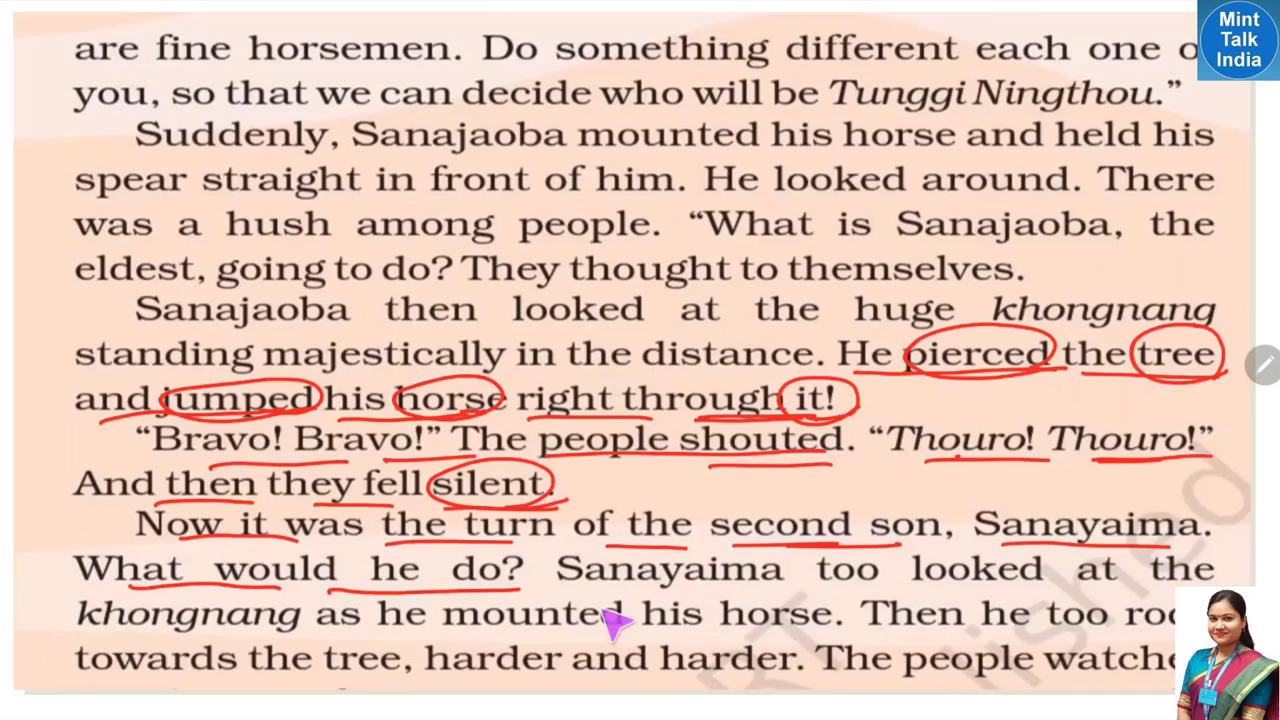 Mint
Talk
India
are fine horsemen. Do something different each one
you, so that we can decide who will be Tunggi Ningthou.”
Suddenly, Sanajaoba mounted his horse and held his
spear straight in front of him. He looked around. There
was a hush among people. “What is Sanajaoba, the
eldest, going to do? They thought to themselves.
Sanajaoba then looked at the huge khongnang
standing majestically in the distance. He pierced the tree
and jumped his horse right through it!
“Bravo! Bravo!” The people shouted. “Thouro! Thouro!”
And then they fell silent.
Now it was the turn of the second son, Sanayaima.
What would he do? Sanayaima too looked at the
khongnang as he mounted his horse. Then he too
towards the tree, harder and harder. The people